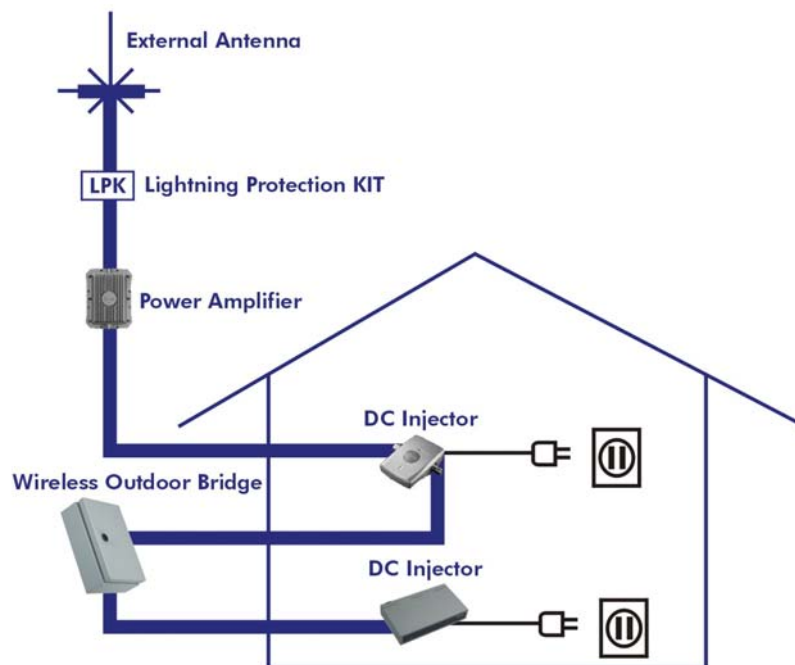 External Antenna
LPK
Lightning Protection KIT
Power Amplifier
DC Injector
Wireless Outdoor Bridge
DC Injector